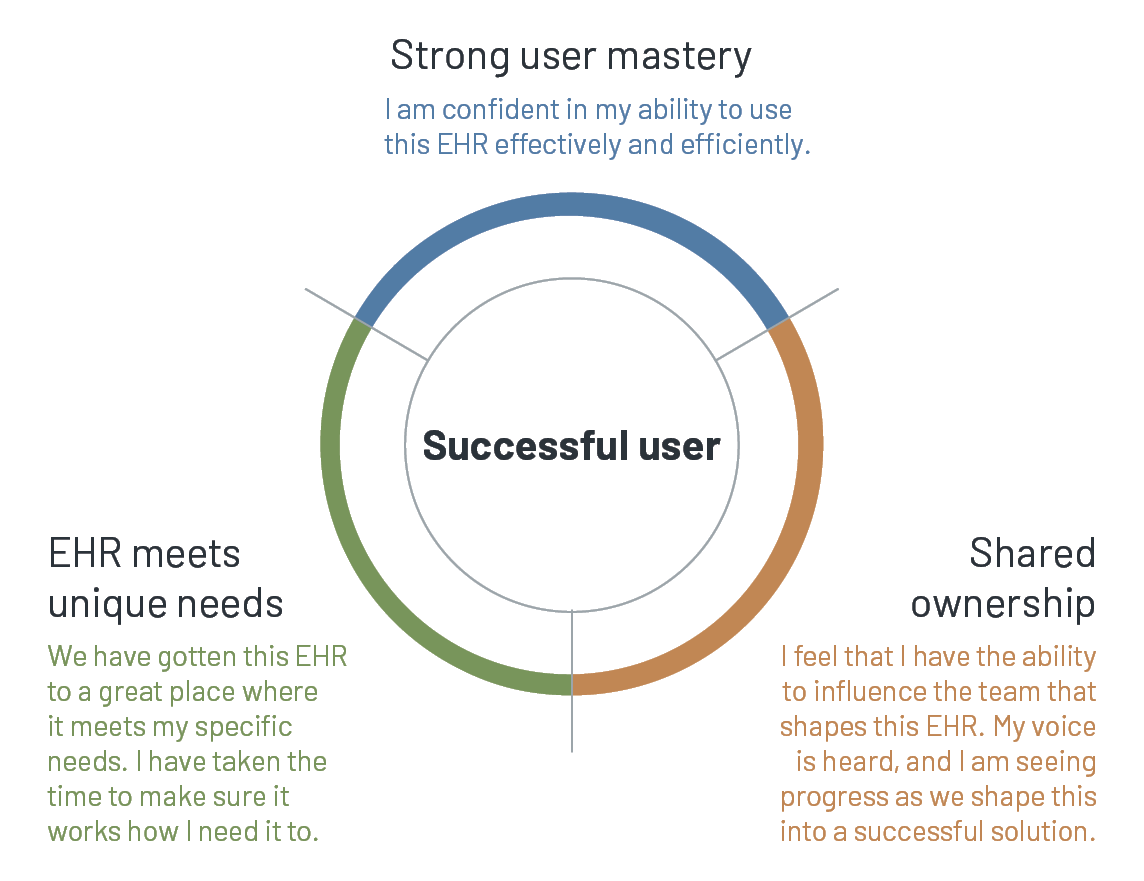 Strong user mastery
I am confident in my ability to use
this EHR effectively and efficiently.
Successful user
EHR meets
unique needs
We have gotten this EHR
to a great place where
it meets my specific
needs. I have taken the
time to make sure it
works how I need it to.
Shared
ownership
I feel that I have the ability
to influence the team that
shapes this EHR. My voice
is heard, and I am seeing
progress as we shape this
into a successful solution.